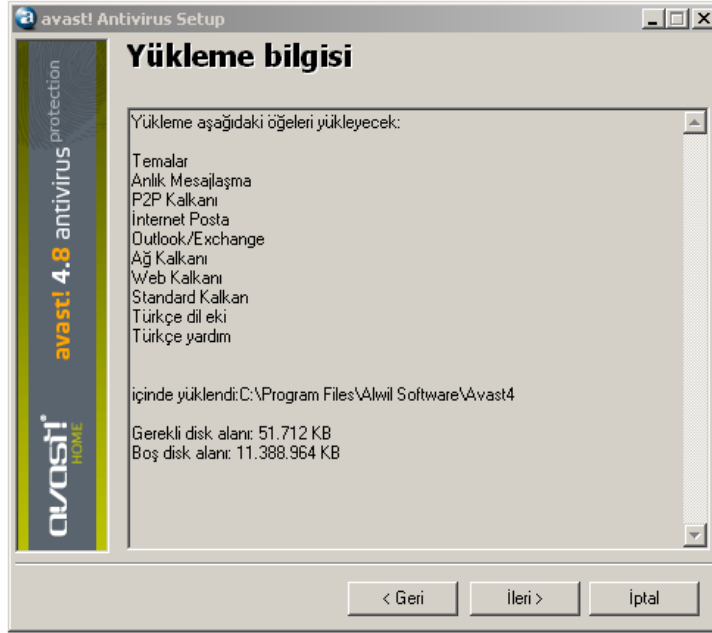 avast! Antivirus Setup
Yükleme bilgisi
Yükleme aşağıdaki öğeleri yükleyecek:
Temalar
Anlık Mesajlaşma
P2P Kalkanı
İnternet Posta
Outlook/Exchange
Ağ Kalkanı
Web Kalkanı
Standard Kalkan
Türkçe dil eki
Türkçe yardım
içinde yüklendi:C:\Program Files\Alwil Software\Avast4
Gerekli disk alanı: 51.712 KB
Boş disk alanı: 11.388.964 KB
avast! 4.8 antivirus protection
avast!
HOME
< Geri
İleri >
İptal